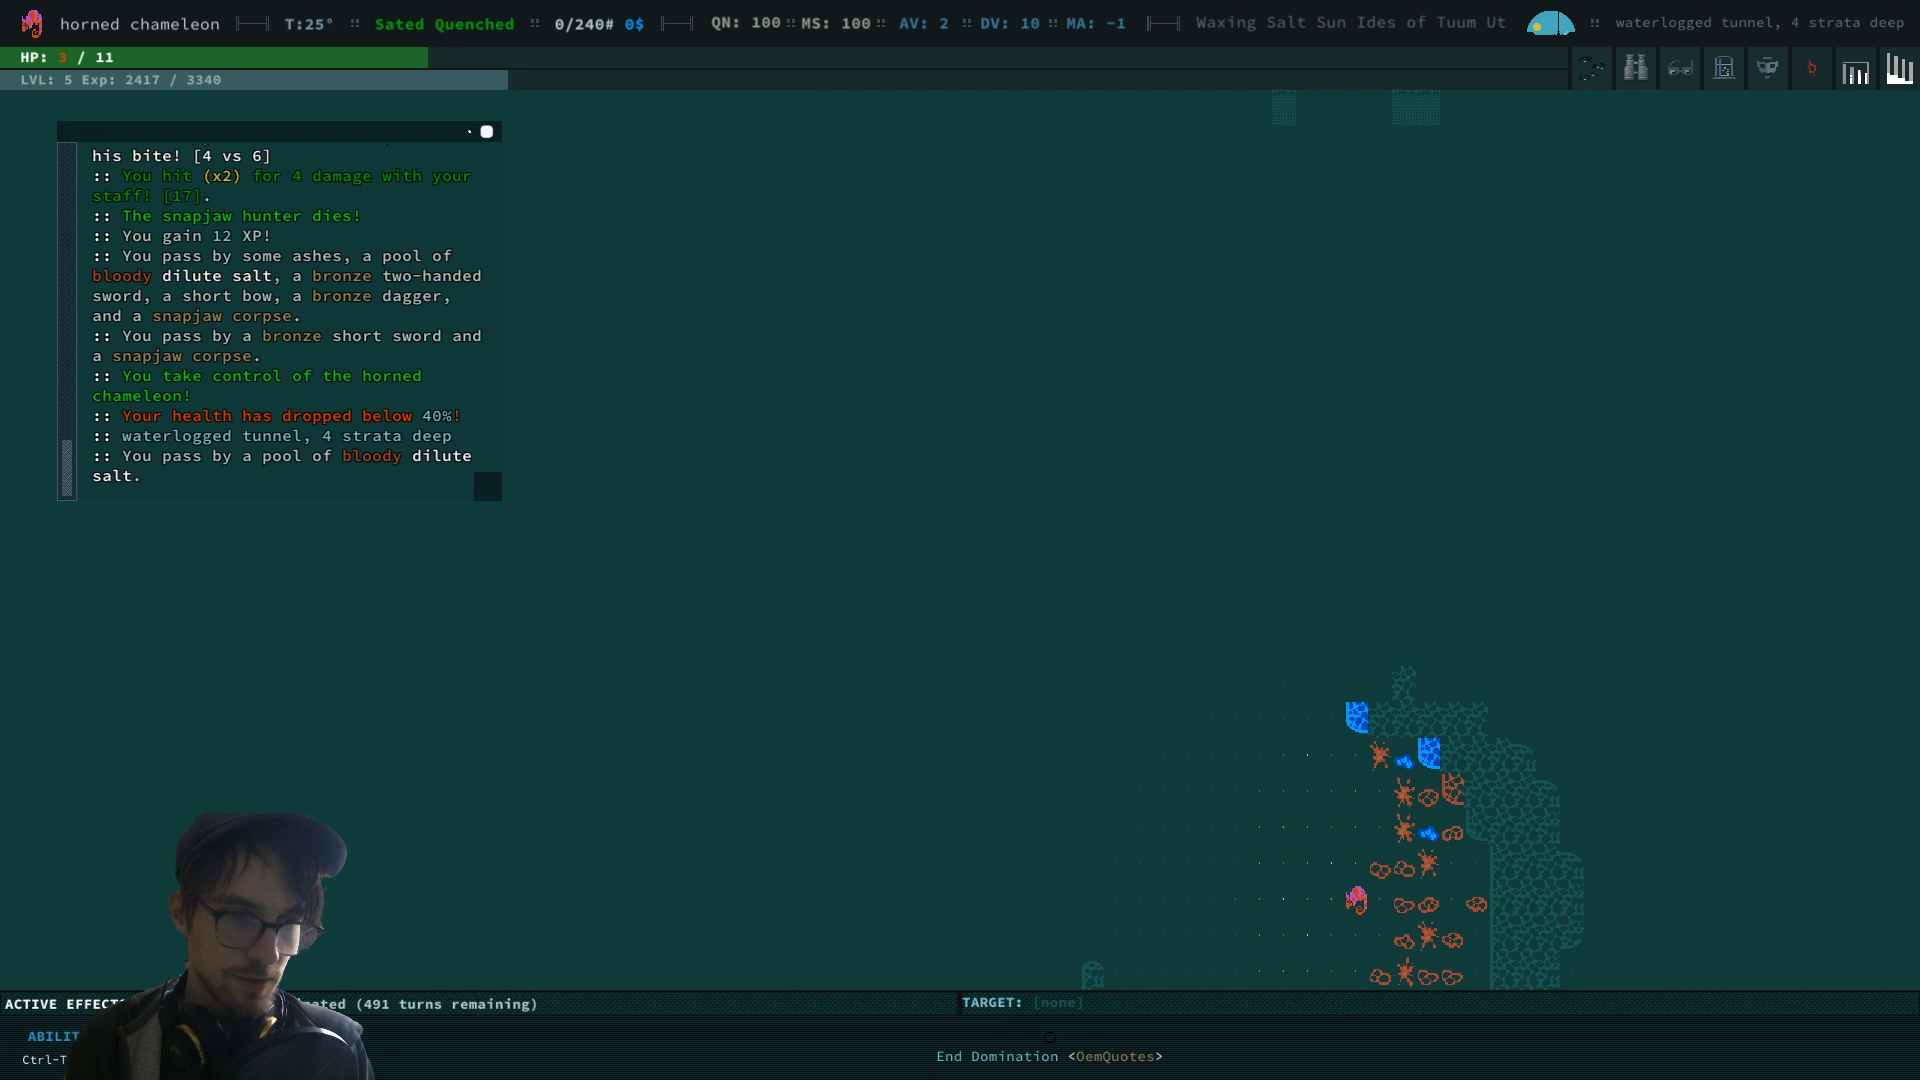 horned chameleon T:25° :: Sated Quenched :: 0/240# 0$ QN: 100 :: MS: 100 :: AV: 2 :: DV: 10 :: MA: -1 Waxing Salt Sun Ides of Tuum Ut :: waterlogged tunnel, 4 strata deep
HP: 3 / 11
LVL: 5 Exp: 2417 / 3340
his bite! [4 vs 6]
:: You hit (x2) for 4 damage with your
staff! [17].
:: The snapjaw hunter dies!
:: You gain 12 XP!
:: You pass by some ashes, a pool of
bloody dilute salt, a bronze two-handed
sword, a short bow, a bronze dagger,
and a snapjaw corpse.
:: You pass by a bronze short sword and
a snapjaw corpse.
:: You take control of the horned
chameleon!
:: Your health has dropped below 40%!
:: waterlogged tunnel, 4 strata deep
:: You pass by a pool of bloody dilute
salt.
ACTIVE EFFECT (491 turns remaining) TARGET: [none]
ABILIT
Ctrl-T End Domination <OemQuotes>